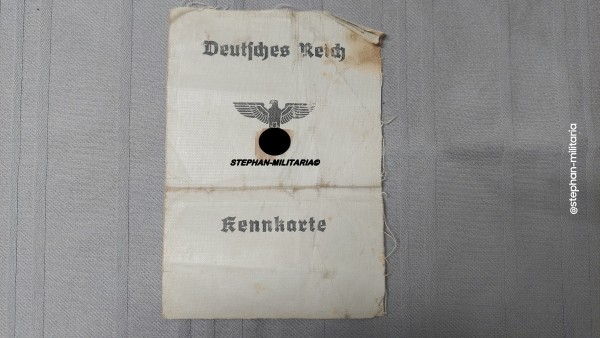 Deutſches Reich
STEPHAN-MILITARIA©
Kennkarte
@stephan-militaria